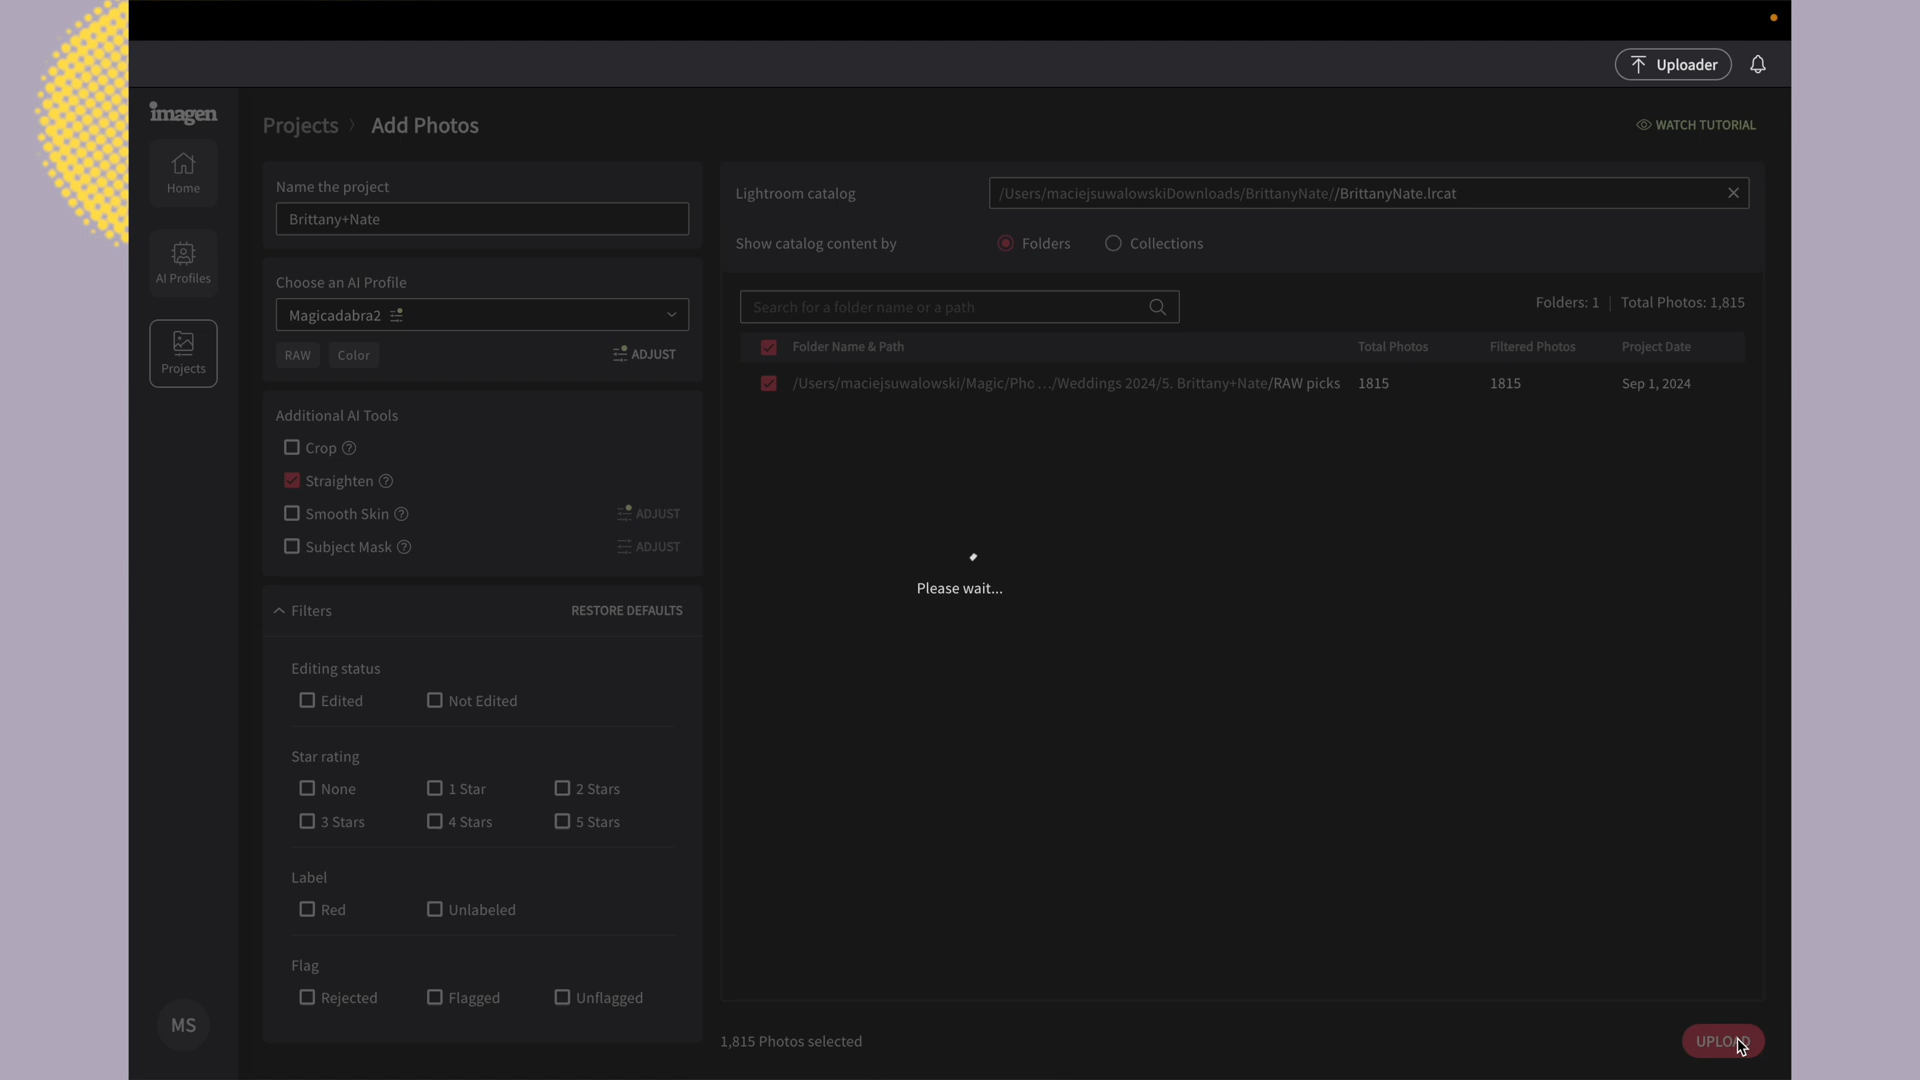 Uploader
imagen
Projects › Add Photos
WATCH TUTORIAL
Home
AI Profiles
Projects
MS
Name the project
Brittany+Nate
Choose an AI Profile
Magicadabra2
RAW Color ADJUST
Additional AI Tools
Crop ?
Straighten ?
Smooth Skin ? ADJUST
Subject Mask ? ADJUST
Filters RESTORE DEFAULTS
Editing status
Edited Not Edited
Star rating
None 1 Star 2 Stars
3 Stars 4 Stars 5 Stars
Label
Red Unlabeled
Flag
Rejected Flagged Unflagged
Lightroom catalog /Users/maciejsuwalowskiDownloads/BrittanyNate//BrittanyNate.lrcat
Show catalog content by Folders Collections
Search for a folder name or a path Folders: 1 | Total Photos: 1,815
Folder Name & Path Total Photos Filtered Photos Project Date
/Users/maciejsuwalowski/Magic/Pho .../Weddings 2024/5. Brittany+Nate/RAW picks 1815 1815 Sep 1, 2024
Please wait...
1,815 Photos selected UPLOAD